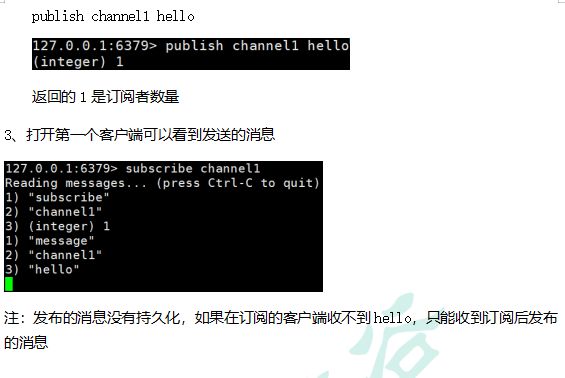 publish channel1 hello
127.0.0.1:6379> publish channel1 hello
(integer) 1
返回的1是订阅者数量
3、打开第一个客户端可以看到发送的消息
127.0.0.1:6379> subscribe channel1
Reading messages... (press Ctrl-C to quit)
1) "subscribe"
2) "channel1"
3) (integer) 1
1) "message"
2) "channel1"
3) "hello"
注：发布的消息没有持久化，如果在订阅的客户端收不到hello，只能收到订阅后发布
的消息